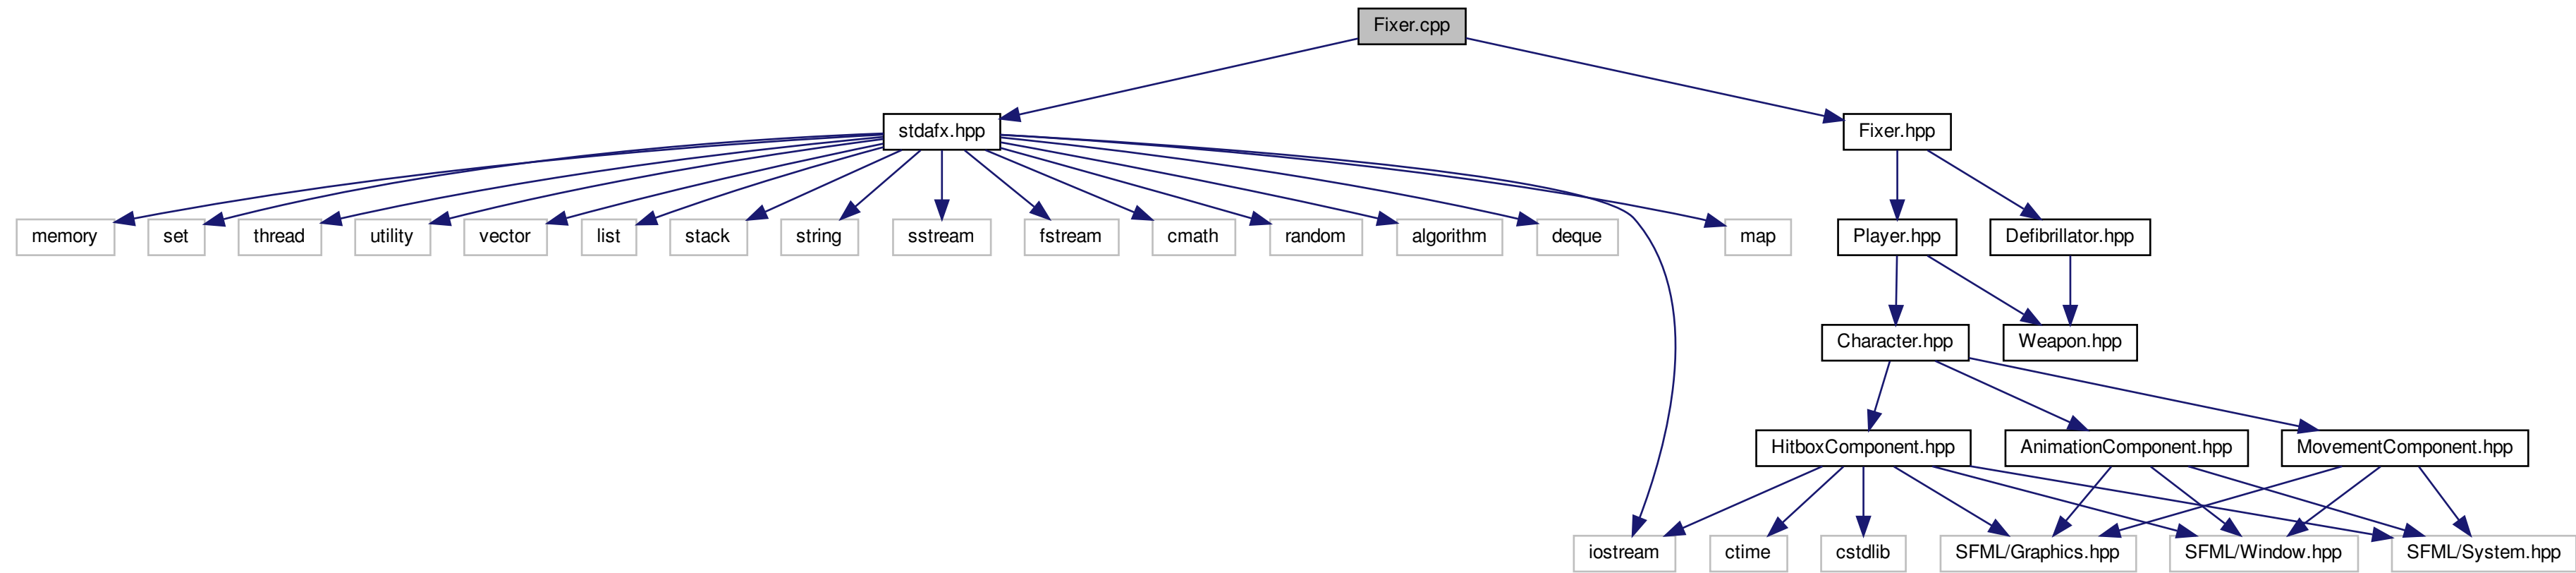 Fixer.cpp
stdafx.hpp
Fixer.hpp
memory
set
thread
utility
vector
list
stack
string
sstream
fstream
cmath
random
algorithm
deque
map
Player.hpp
Defibrillator.hpp
Character.hpp
Weapon.hpp
HitboxComponent.hpp
AnimationComponent.hpp
MovementComponent.hpp
iostream
ctime
cstdlib
SFML/Graphics.hpp
SFML/Window.hpp
SFML/System.hpp